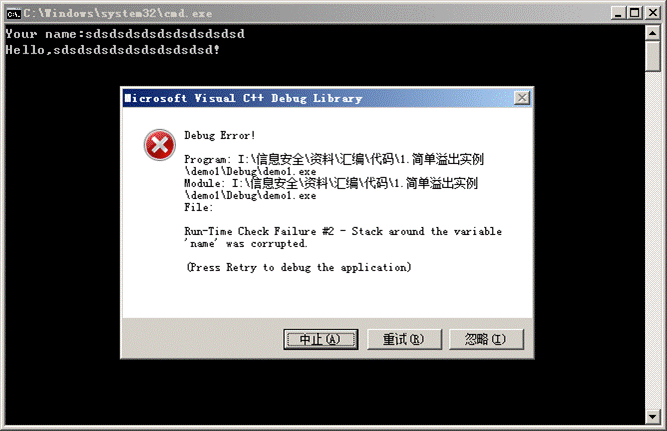 C:\Windows\system32\cmd.exe
Your name:sdsdsdsdsdsdsdsdsdsd
Hello,sdsdsdsdsdsdsdsdsdsd!
Microsoft Visual C++ Debug Library
Debug Error!
Program: I:\信息安全\资料\汇编\代码\1.简单溢出实例
\demo1\Debug\demo1.exe
Module: I:\信息安全\资料\汇编\代码\1.简单溢出实例
\demo1\Debug\demo1.exe
File:
Run-Time Check Failure #2 - Stack around the variable
'name' was corrupted.
(Press Retry to debug the application)
中止(A) 重试(R) 忽略(I)